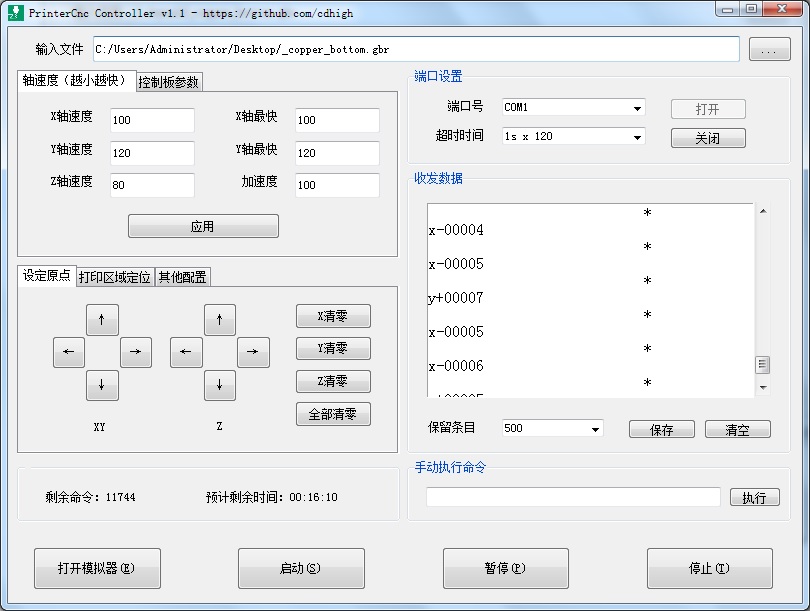 PrinterCnc Controller v1.1 - https://github.com/cdhigh
输入文件 C:/Users/Administrator/Desktop/_copper_bottom.gbr ...
轴速度（越小越快） 控制板参数
X轴速度 100 X轴最快 100
Y轴速度 120 Y轴最快 120
Z轴速度 80 加速度 100
应用
设定原点 打印区域定位 其他配置
↑ ↑ X清零
← → ← → Y清零
↓ ↓ Z清零
XY Z 全部清零
剩余命令：11744 预计剩余时间：00:16:10
端口设置
端口号 COM1 打开
超时时间 1s x 120 关闭
收发数据
*
x-00004
*
x-00005
*
y+00007
*
x-00005
*
x-00006
*
保留条目 500 保存 清空
手动执行命令
执行
打开模拟器(E) 启动(S) 暂停(P) 停止(T)